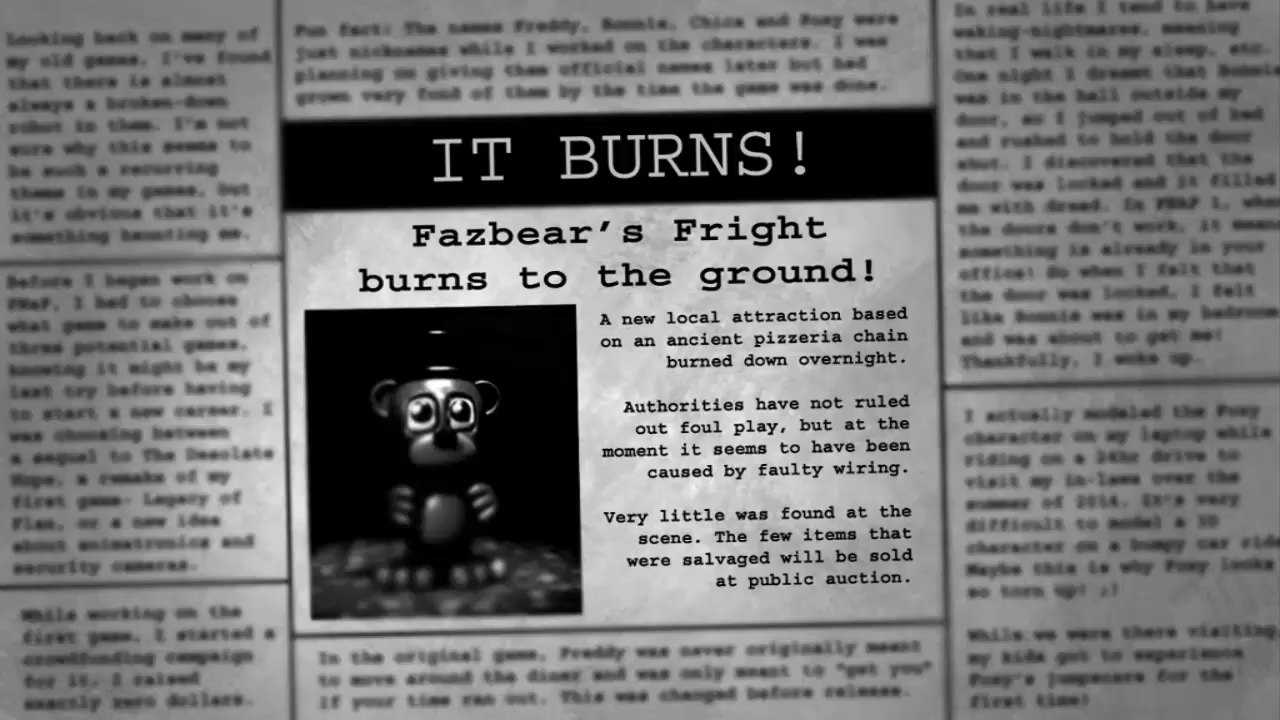 Looking back on many of
my old games, I've found
that there is almost
always a broken-down
robot in them. I'm not
sure why this seems to
be such a recurring
theme in my games, but
it's obvious that it's
something haunting me.
Before I began work on
FNaF, I had to choose
what game to make out of
three potential games,
knowing it might be my
last try before having
to start a new career. I
was choosing between
a sequel to The Desolate
Hope, a remake of my
first game- Legacy of
Flan, or a new idea
about animatronics and
security cameras.
While working on the
first game, I started a
crowdfunding campaign
for it. I raised
exactly zero dollars.
Fun fact: The names Freddy, Bonnie, Chica and Foxy were
just nicknames while I worked on the characters. I was
planning on giving them official names later but had
grown very fond of them by the time the game was done.
IT BURNS!
Fazbear's Fright
burns to the ground!
A new local attraction based
on an ancient pizzeria chain
burned down overnight.
Authorities have not ruled
out foul play, but at the
moment it seems to have been
caused by faulty wiring.
Very little was found at the
scene. The few items that
were salvaged will be sold
at public auction.
In the original game, Freddy was never originally meant
to move around the diner and was only meant to "get you"
if your time ran out. This was changed before release.
In real life I tend to have
waking-nightmares, meaning
that I walk in my sleep, etc.
One night I dreamt that Bonnie
was in the hall outside my
door, so I jumped out of bed
and rushed to hold the door
shut. I discovered that the
door was locked and it filled
me with dread. In FNAF 1, when
the doors don't work, it means
something is already in your
office! So when I felt that
the door was locked, I felt
like Bonnie was in my bedroom
and was about to get me!
Thankfully, I woke up.
I actually modeled the Foxy
character on my laptop while
riding on a 24hr drive to
visit my in-laws over the
summer of 2014. It's very
difficult to model a 3D
character on a bumpy car ride
Maybe this is why Foxy looks
so torn up! ;)
While we were there visiting,
my kids got to experience
Foxy's jumpscare for the
first time!